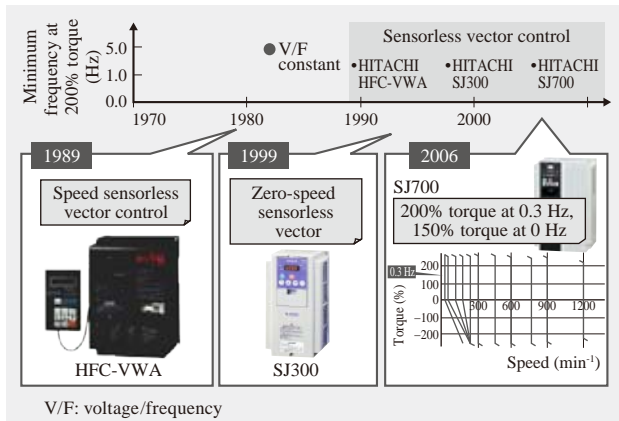 Minimum
frequency at
200% torque
(Hz)
5.0
1.0
0.0
V/F
constant
Sensorless vector control
•HITACHI
HFC-VWA
•HITACHI
SJ300
•HITACHI
SJ700
1970
1980
1990
2000
1989
Speed sensorless
vector control
HFC-VWA
1999
Zero-speed
sensorless
vector
SJ300
2006
SJ700
200% torque at 0.3 Hz,
150% torque at 0 Hz
0.3 Hz
Torque (%)
200
100
0
–100
–200
300 600 900 1200
Speed (min⁻¹)
V/F: voltage/frequency